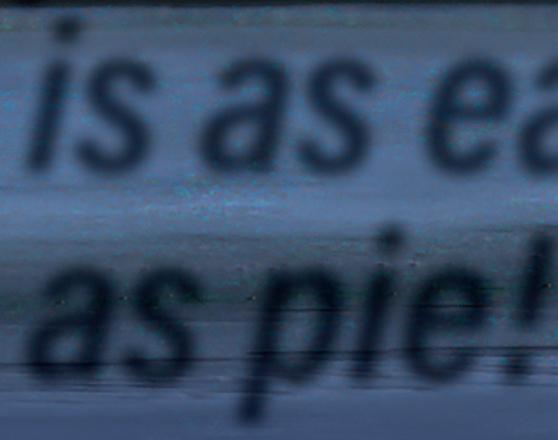 is as ea
as pie!